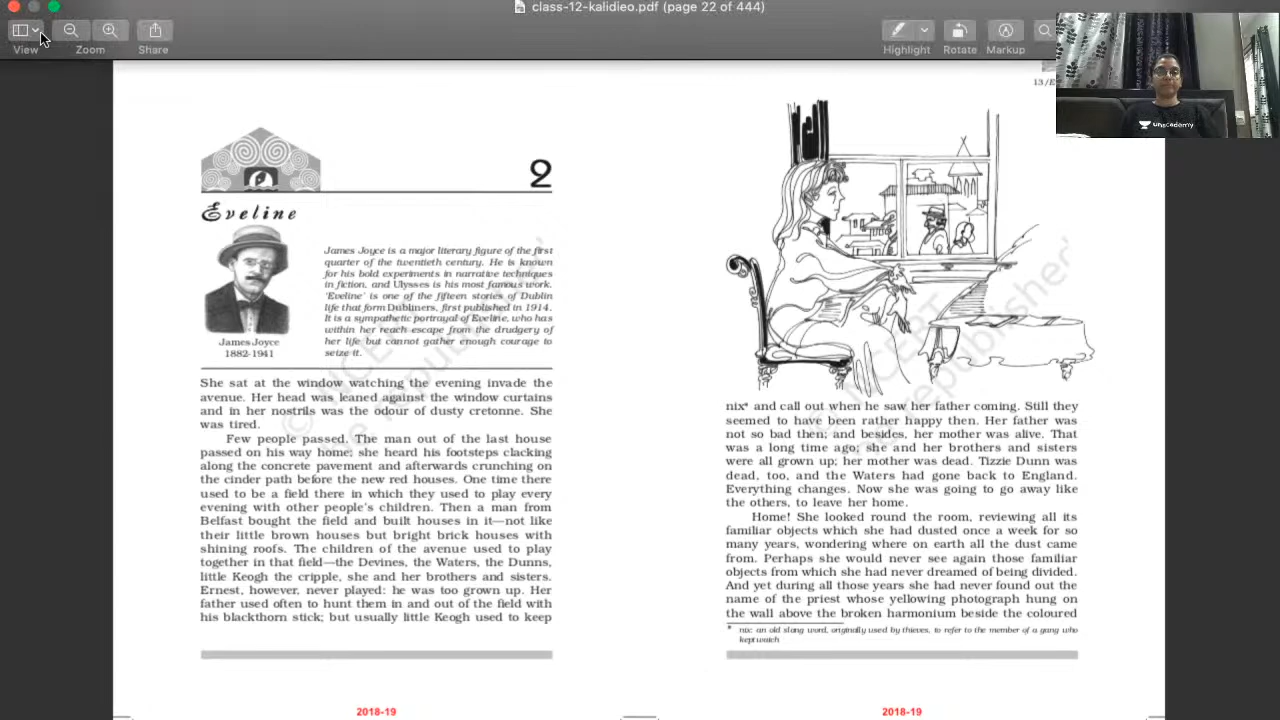 class-12-kalidieo.pdf (page 22 of 444)
View
Zoom
Share
Highlight
Rotate
Markup
unacademy
2
Eveline
James Joyce
1882-1941
James Joyce is a major literary figure of the first
quarter of the twentieth century. He is known
for his bold experiments in narrative techniques
in fiction, and Ulysses is his most famous work.
'Eveline' is one of the fifteen stories of Dublin
life that form Dubliners, first published in 1914.
It is a sympathetic portrayal of Eveline, who has
within her reach escape from the drudgery of
her life but cannot gather enough courage to
seize it.
She sat at the window watching the evening invade the
avenue. Her head was leaned against the window curtains
and in her nostrils was the odour of dusty cretonne. She
was tired.
Few people passed. The man out of the last house
passed on his way home; she heard his footsteps clacking
along the concrete pavement and afterwards crunching on
the cinder path before the new red houses. One time there
used to be a field there in which they used to play every
evening with other people's children. Then a man from
Belfast bought the field and built houses in it—not like
their little brown houses but bright brick houses with
shining roofs. The children of the avenue used to play
together in that field—the Devines, the Waters, the Dunns,
little Keogh the cripple, she and her brothers and sisters.
Ernest, however, never played: he was too grown up. Her
father used often to hunt them in and out of the field with
his blackthorn stick; but usually little Keogh used to keep
2018-19
13/E
nix* and call out when he saw her father coming. Still they
seemed to have been rather happy then. Her father was
not so bad then; and besides, her mother was alive. That
was a long time ago; she and her brothers and sisters
were all grown up; her mother was dead. Tizzie Dunn was
dead, too, and the Waters had gone back to England.
Everything changes. Now she was going to go away like
the others, to leave her home.
Home! She looked round the room, reviewing all its
familiar objects which she had dusted once a week for so
many years, wondering where on earth all the dust came
from. Perhaps she would never see again those familiar
objects from which she had never dreamed of being divided.
And yet during all those years she had never found out the
name of the priest whose yellowing photograph hung on
the wall above the broken harmonium beside the coloured
* nix: an old slang word, originally used by thieves, to refer to the member of a gang who
kept watch
2018-19